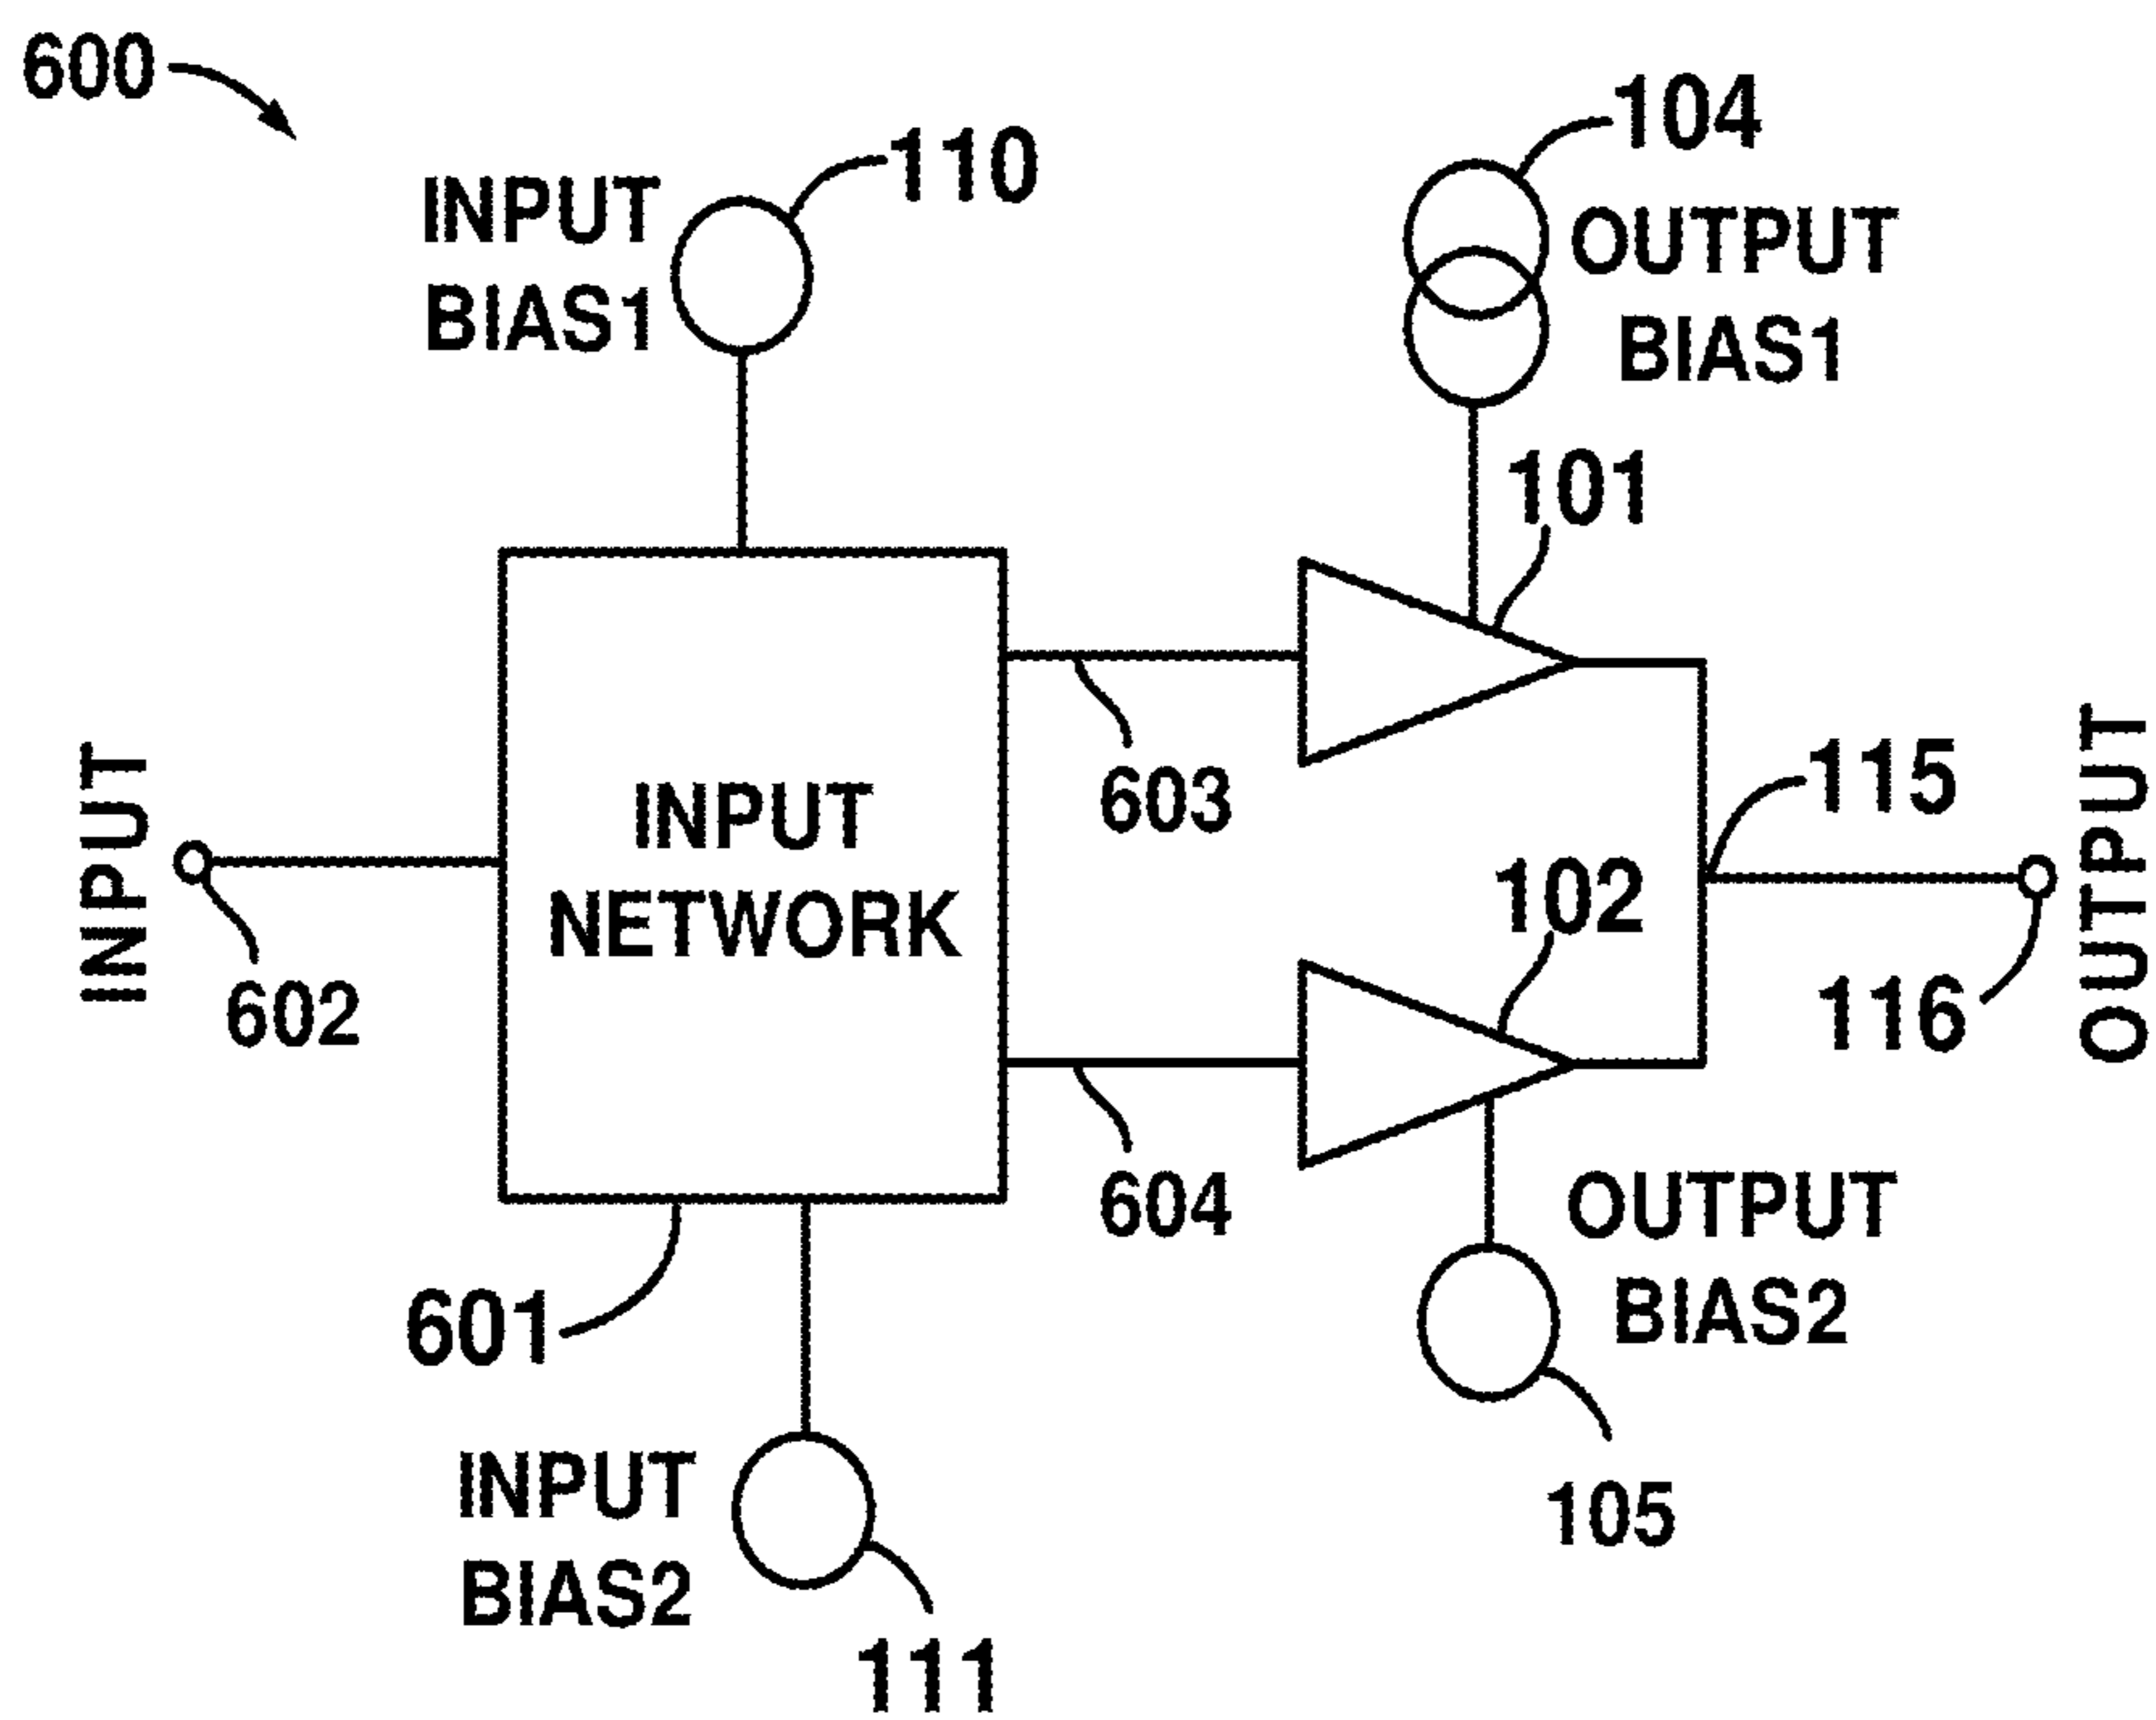 600
110
104
INPUT
BIAS1
OUTPUT
BIAS1
101
INPUT
INPUT
NETWORK
603
102
115
OUTPUT
602
116
604
601
OUTPUT
BIAS2
INPUT
BIAS2
105
111